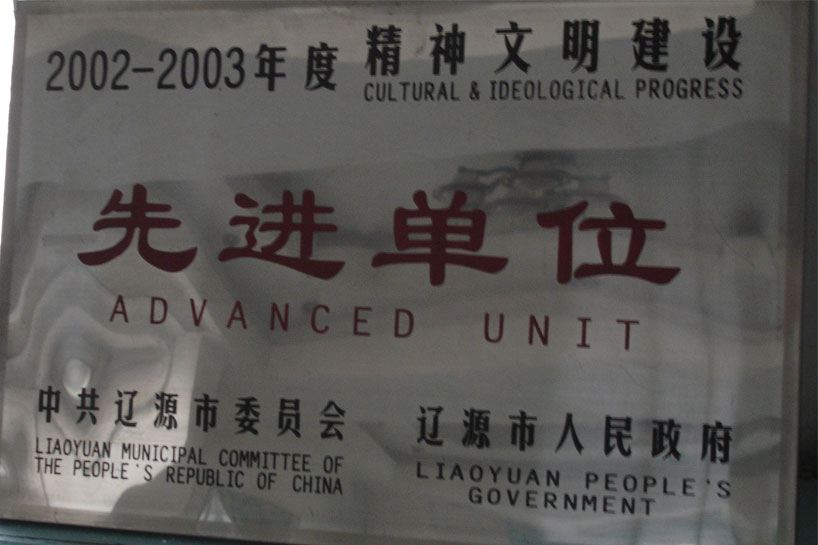 2002-2003年度 精神文明建设
CULTURAL & IDEOLOGICAL PROGRESS
先进单位
ADVANCED UNIT
中共辽源市委员会
LIAOYUAN MUNICIPAL COMMITTEE OF
THE PEOPLE'S REPUBLIC OF CHINA
辽源市人民政府
LIAOYUAN PEOPLE'S
GOVERNMENT